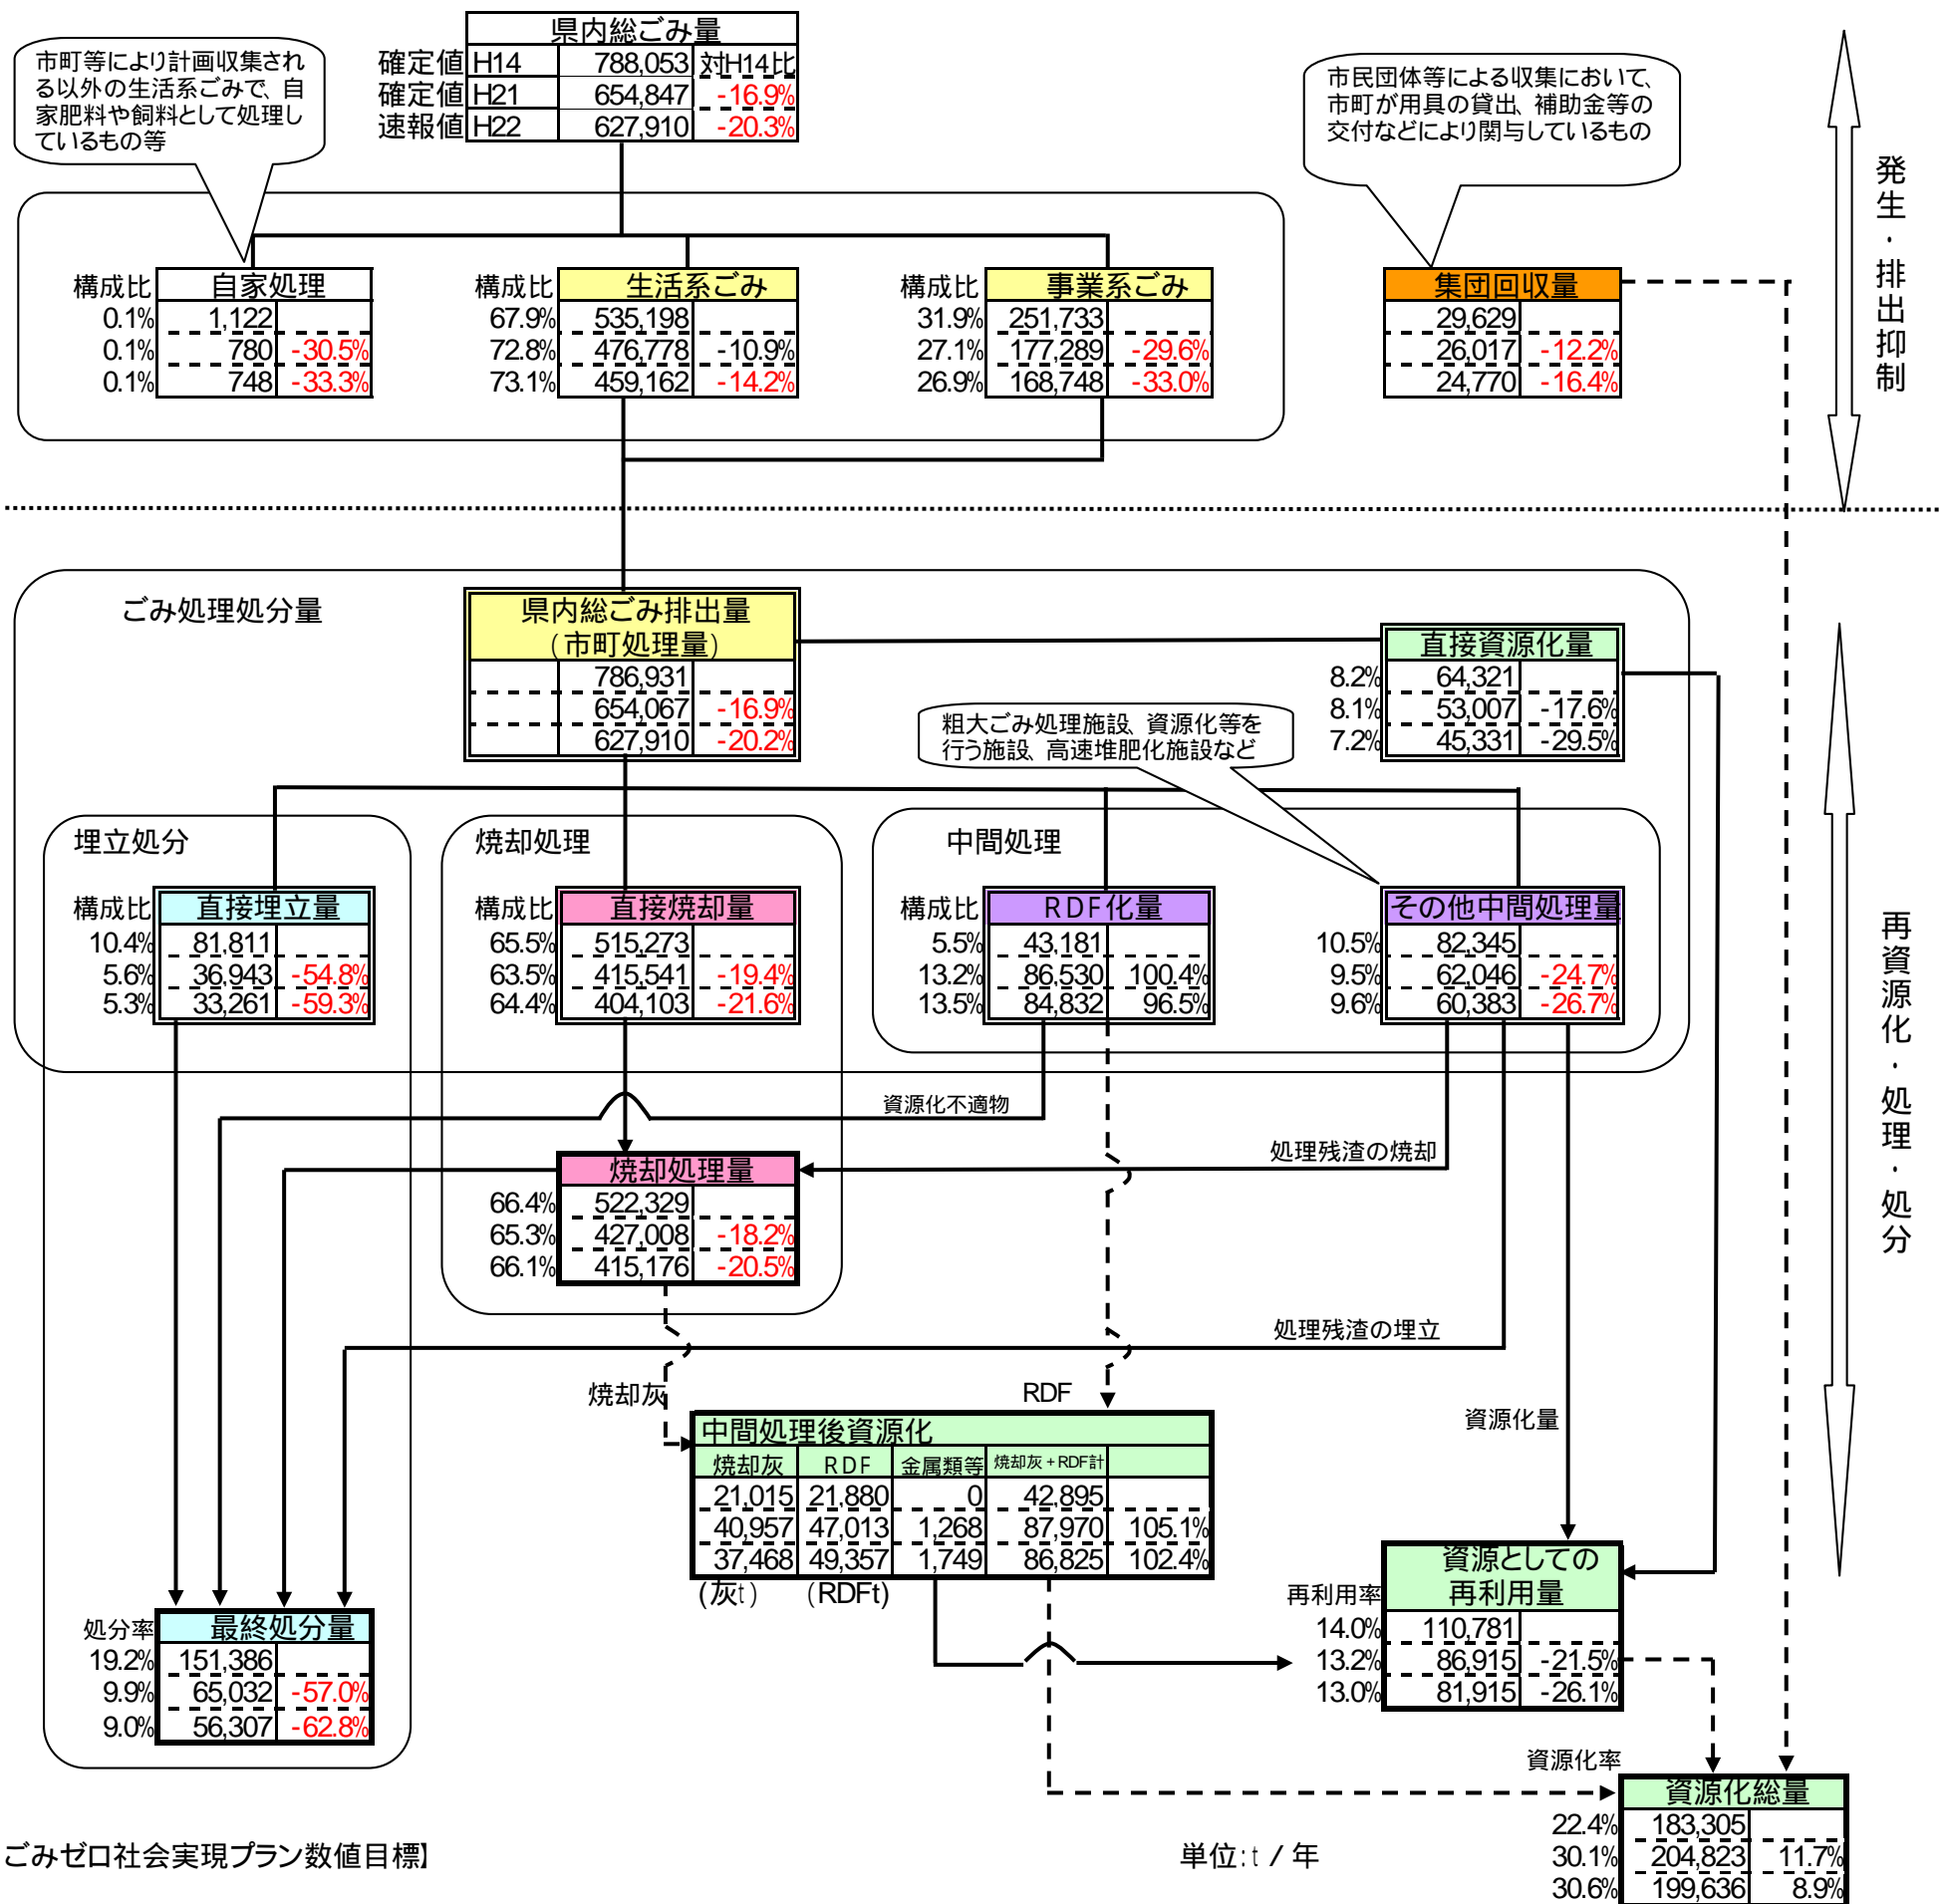 県内総ごみ量
確定値 H14 788,053 対H14比
確定値 H21 654,847 -16.9%
速報値 H22 627,910 -20.3%
市町等により計画収集され
る以外の生活系ごみで、自
家肥料や飼料として処理し
ているもの等
市民団体等による収集において、
市町が用具の貸出、補助金等の
交付などにより関与しているもの
発生・排出抑制
構成比 自家処理
0.1% 1,122
0.1% 780 -30.5%
0.1% 748 -33.3%
構成比 生活系ごみ
67.9% 535,198
72.8% 476,778 -10.9%
73.1% 459,162 -14.2%
構成比 事業系ごみ
31.9% 251,733
27.1% 177,289 -29.6%
26.9% 168,748 -33.0%
集団回収量
29,629
26,017 -12.2%
24,770 -16.4%
ごみ処理処分量
県内総ごみ排出量
(市町処理量)
786,931
654,067 -16.9%
627,910 -20.2%
直接資源化量
8.2% 64,321
8.1% 53,007 -17.6%
7.2% 45,331 -29.5%
粗大ごみ処理施設、資源化等を
行う施設、高速堆肥化施設など
再資源化・処理・処分
埋立処分
構成比 直接埋立量
10.4% 81,811
5.6% 36,943 -54.8%
5.3% 33,261 -59.3%
焼却処理
構成比 直接焼却量
65.5% 515,273
63.5% 415,541 -19.4%
64.4% 404,103 -21.6%
中間処理
構成比 RDF化量
5.5% 43,181
13.2% 86,530 100.4%
13.5% 84,832 96.5%
その他中間処理量
10.5% 82,345
9.5% 62,046 -24.7%
9.6% 60,383 -26.7%
資源化不適物
処理残渣の焼却
焼却処理量
66.4% 522,329
65.3% 427,008 -18.2%
66.1% 415,176 -20.5%
処理残渣の埋立
焼却灰
RDF
資源化量
中間処理後資源化
焼却灰 RDF 金属類等 焼却灰+RDF計
21,015 21,880 0 42,895
40,957 47,013 1,268 87,970 105.1%
37,468 49,357 1,749 86,825 102.4%
(灰t) (RDFt)
資源としての
再利用率 再利用量
14.0% 110,781
13.2% 86,915 -21.5%
13.0% 81,915 -26.1%
処分率 最終処分量
19.2% 151,386
9.9% 65,032 -57.0%
9.0% 56,307 -62.8%
資源化率
資源化総量
22.4% 183,305
30.1% 204,823 11.7%
30.6% 199,636 8.9%
ごみゼロ社会実現プラン数値目標】
単位:t/年